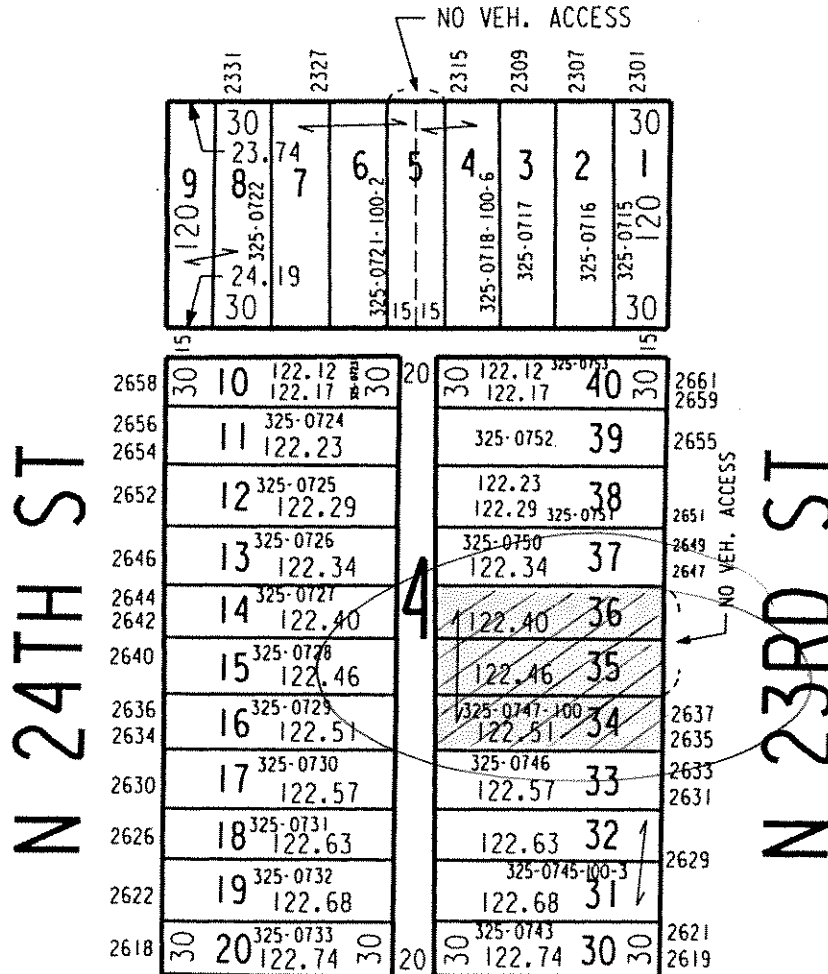 NO VEH. ACCESS
2331 2327 2315 2309 2307 2301
30 30
23.74
9 8 7 6 5 4 3 2 1
120 325-0722 325-0721-100-2 325-0718-100-6 325-0717 325-0716 325-0715 120
24.19
30 15 15 30
15 15
2658 30 10 122.12 122.17 30 20 30 122.12 122.17 325-0753 40 30 2661 2659
2656 2654 11 325-0724 122.23 325-0752 39 2655
2652 12 325-0725 122.29 122.23 122.29 325-0751 38 2651
NO VEH. ACCESS
2646 13 325-0726 122.34 325-0750 122.34 37 2649 2647
2644 2642 14 325-0727 122.40 4 122.40 36
2640 15 325-0728 122.46 122.46 35
2636 2634 16 325-0729 122.51 325-0747-100 122.51 34 2637 2635
2630 17 325-0730 122.57 325-0746 122.57 33 2633 2631
2626 18 325-0731 122.63 122.63 32 2629
2622 19 325-0732 122.68 325-0745-100-3 122.68 31
2618 30 20 325-0733 122.74 30 20 30 325-0743 122.74 30 30 2621 2619
N 24TH ST
N 23RD ST